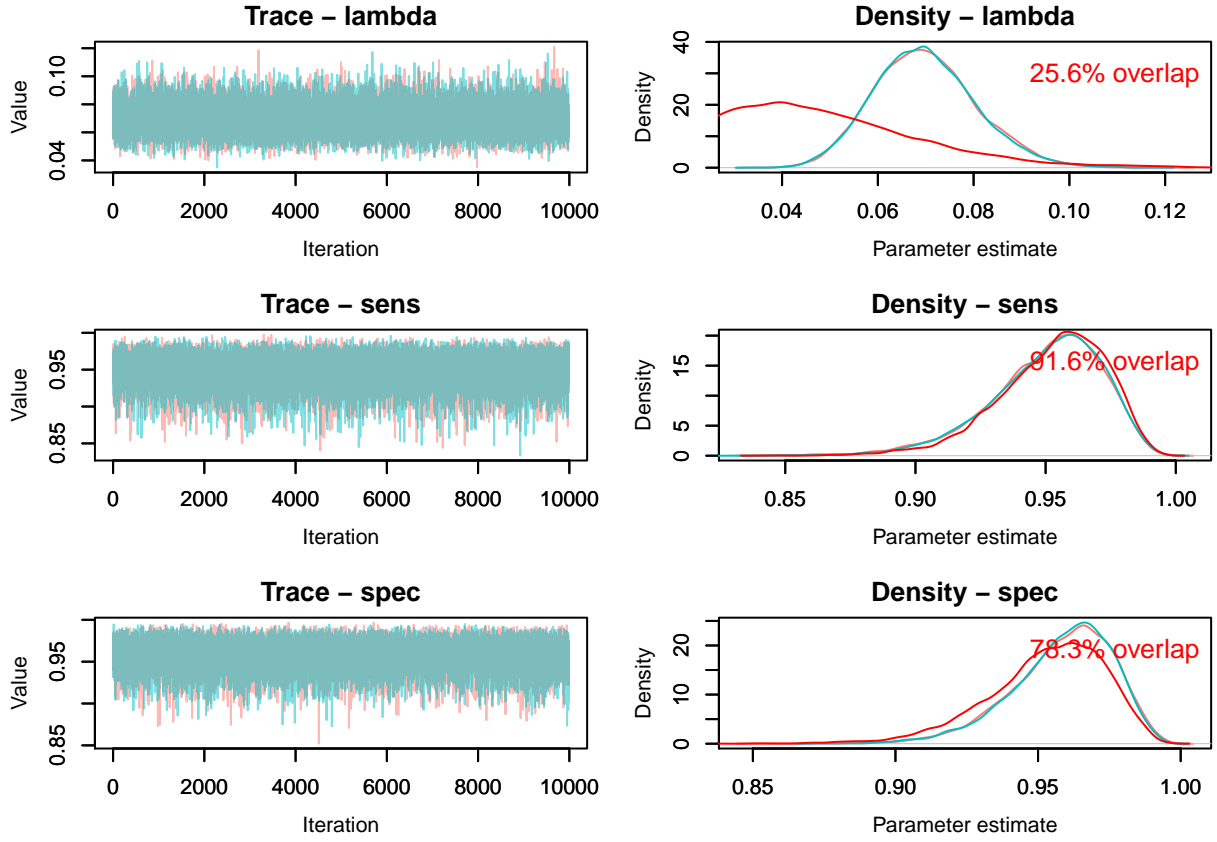 Trace − lambda
Value
0.04 0.10
0 2000 4000 6000 8000 10000
Iteration
Density − lambda
25.6% overlap
Density
0 20 40
0.04 0.06 0.08 0.10 0.12
Parameter estimate
Trace − sens
Value
0.85 0.95
0 2000 4000 6000 8000 10000
Iteration
Density − sens
91.6% overlap
Density
0 5 15
0.85 0.90 0.95 1.00
Parameter estimate
Trace − spec
Value
0.85 0.95
0 2000 4000 6000 8000 10000
Iteration
Density − spec
78.3% overlap
Density
0 10 20
0.85 0.90 0.95 1.00
Parameter estimate